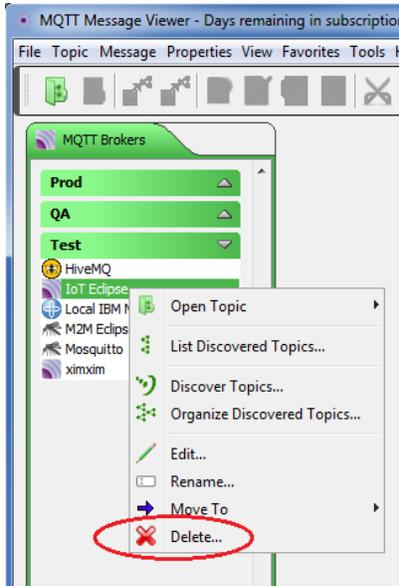 MQTT Message Viewer - Days remaining in subscription
File Topic Message Properties View Favorites Tools
MQTT Brokers
Prod
QA
Test
HiveMQ
IoT Eclipse
Local IBM
M2M Eclips
Mosquitto
ximxim
Open Topic
List Discovered Topics...
Discover Topics...
Organize Discovered Topics...
Edit...
Rename...
Move To
Delete...